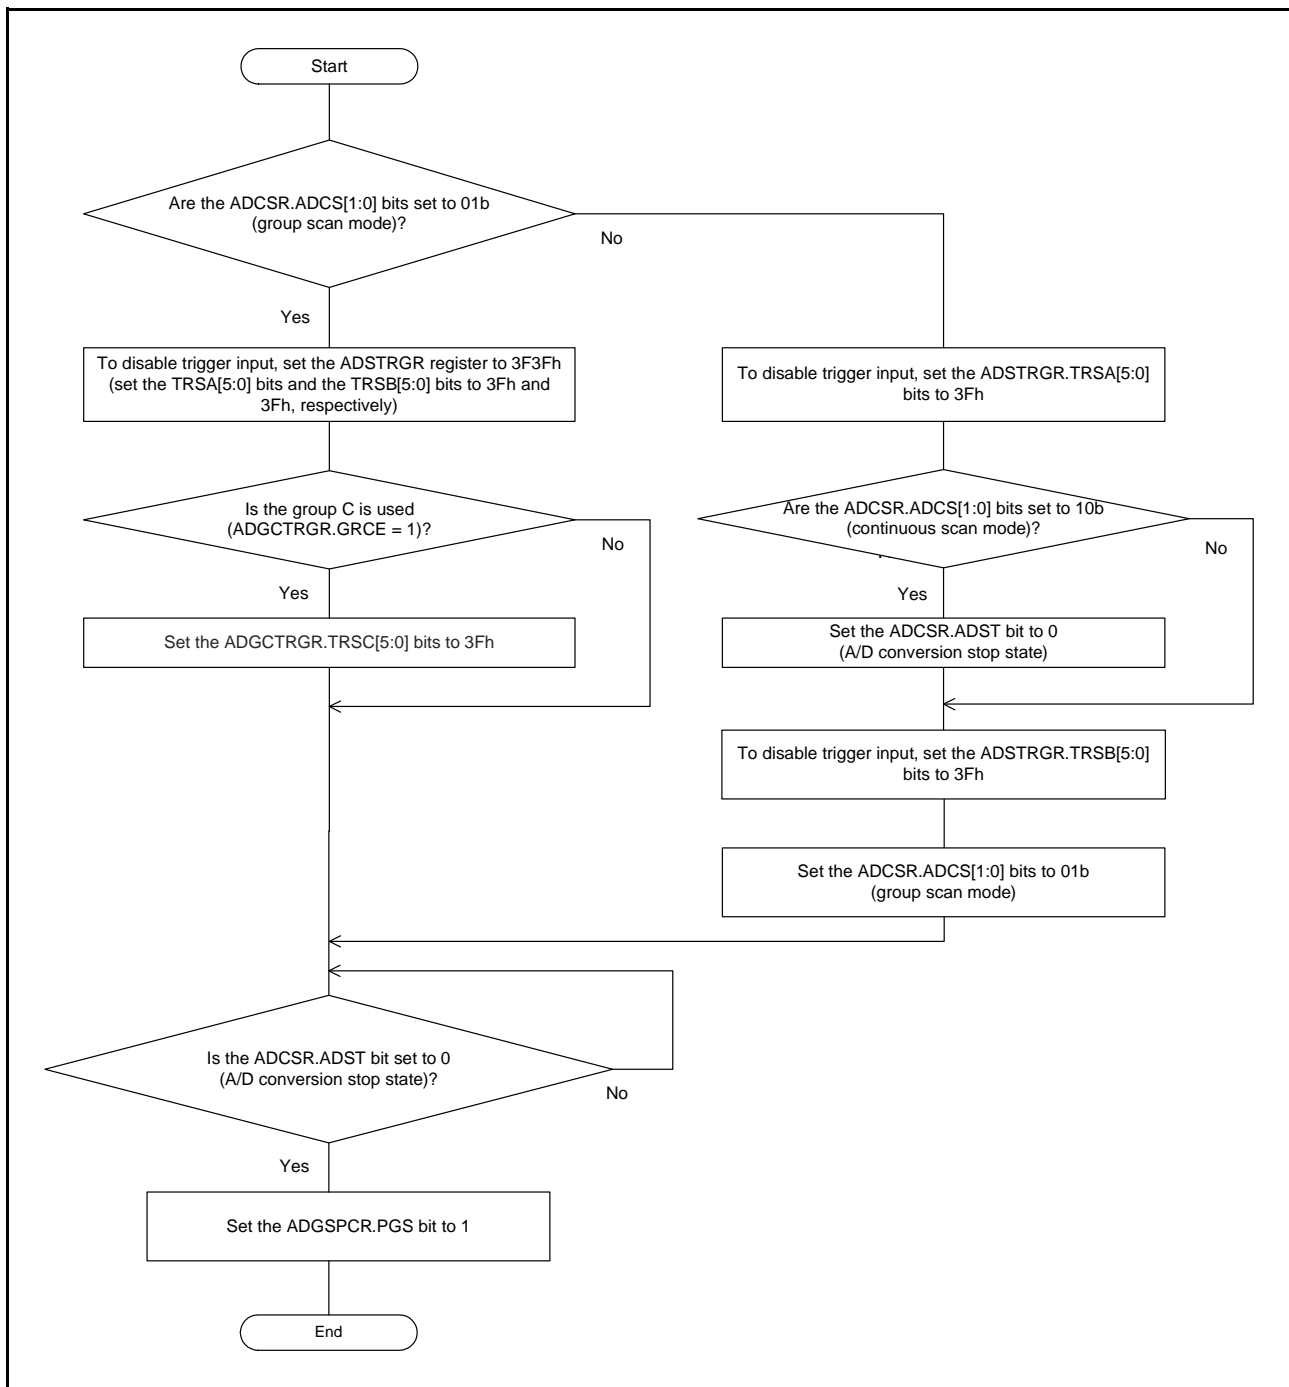 Start
Are the ADCSR.ADCS[1:0] bits set to 01b
(group scan mode)?
No
Yes
To disable trigger input, set the ADSTRGR register to 3F3Fh
(set the TRSA[5:0] bits and the TRSB[5:0] bits to 3Fh and
3Fh, respectively)
To disable trigger input, set the ADSTRGR.TRSA[5:0]
bits to 3Fh
Is the group C is used
(ADGCTRGR.GRCE = 1)?
No
Yes
Set the ADGCTRGR.TRSC[5:0] bits to 3Fh
Are the ADCSR.ADCS[1:0] bits set to 10b
(continuous scan mode)?
No
Yes
Set the ADCSR.ADST bit to 0
(A/D conversion stop state)
To disable trigger input, set the ADSTRGR.TRSB[5:0]
bits to 3Fh
Set the ADCSR.ADCS[1:0] bits to 01b
(group scan mode)
Is the ADCSR.ADST bit set to 0
(A/D conversion stop state)?
No
Yes
Set the ADGSPCR.PGS bit to 1
End